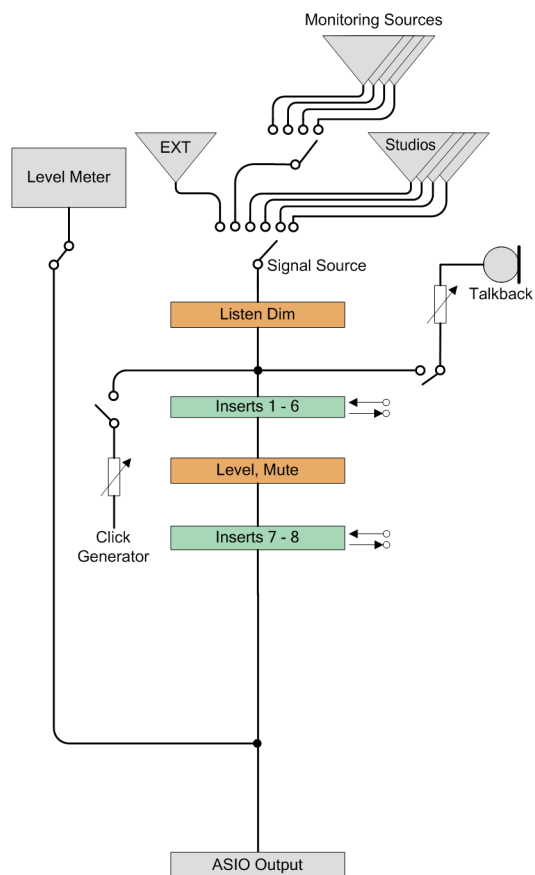 Monitoring Sources
EXT
Studios
Level Meter
Signal Source
Talkback
Listen Dim
Inserts 1 - 6
Level, Mute
Click
Generator
Inserts 7 - 8
ASIO Output